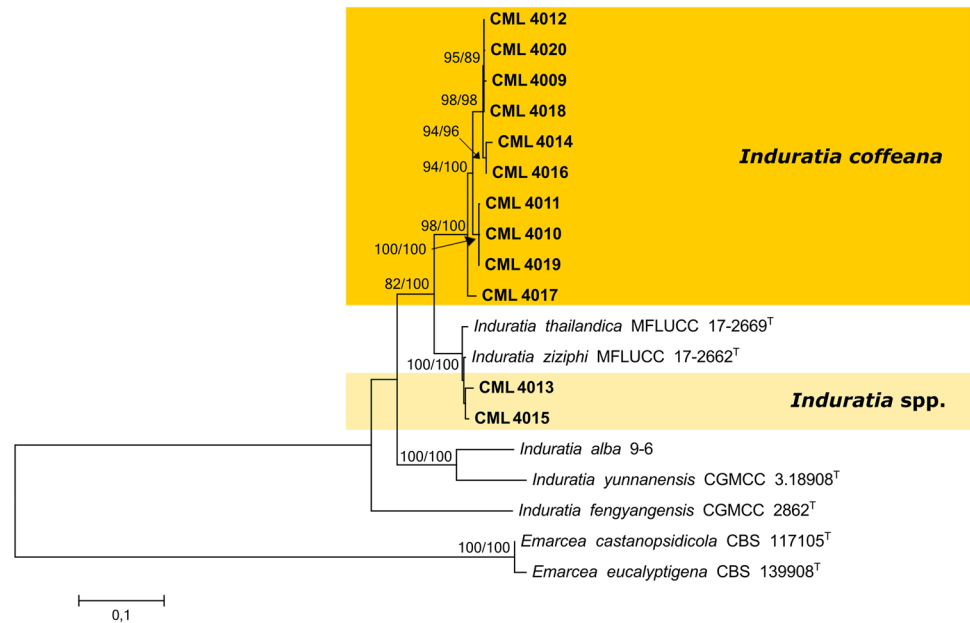 CML 4012
CML 4020
95/89
CML 4009
98/98
CML 4018
94/96
CML 4014
Induratia coffeana
94/100
CML 4016
CML 4011
98/100
CML 4010
100/100
CML 4019
82/100
CML 4017
Induratia thailandica MFLUCC 17-2669T
Induratia ziziphi MFLUCC 17-2662T
100/100
CML 4013
Induratia spp.
CML 4015
Induratia alba 9-6
100/100
Induratia yunnanensis CGMCC 3.18908T
Induratia fengyangensis CGMCC 2862T
Emarcea castanopsidicola CBS 117105T
100/100
Emarcea eucalyptigena CBS 139908T
0,1